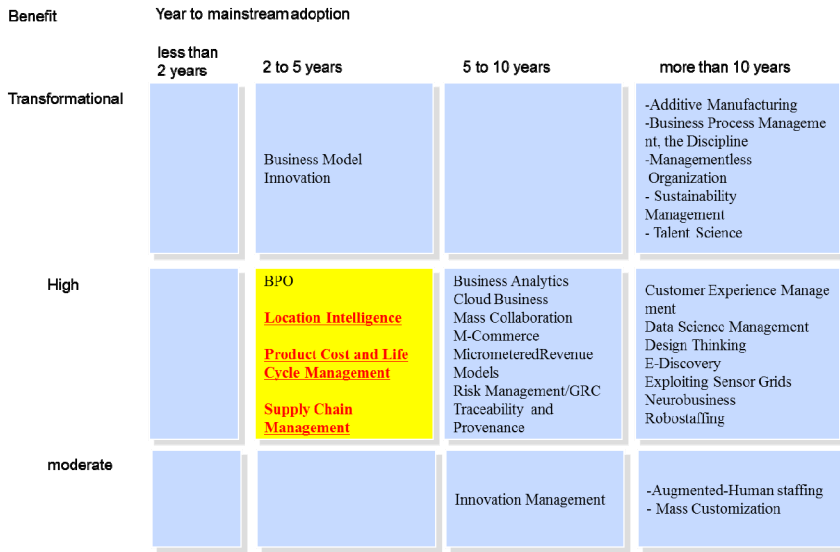 Benefit
Year to mainstream adoption
less than
2 years
2 to 5 years
5 to 10 years
more than 10 years
Transformational
Business Model
Innovation
-Additive Manufacturing
-Business Process Manageme
nt, the Discipline
-Managementless
Organization
- Sustainability
Management
- Talent Science
High
BPO
Location Intelligence
Product Cost and Life
Cycle Management
Supply Chain
Management
Business Analytics
Cloud Business
Mass Collaboration
M-Commerce
MicrometeredRevenue
Models
Risk Management/GRC
Traceability and
Provenance
Customer Experience Manage
ment
Data Science Management
Design Thinking
E-Discovery
Exploiting Sensor Grids
Neurobusiness
Robostaffing
moderate
Innovation Management
-Augmented-Human staffing
- Mass Customization